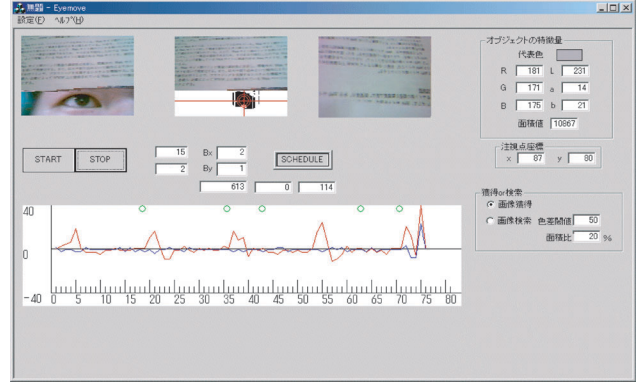 無題 - Eyemove
設定(F) ヘルプ(H)
オブジェクトの特徴量
代表色
R 181 L 231
G 171 a 14
B 175 b 21
面積値 10867
注視点座標
x 87 y 80
START STOP
15 Bx 2
2 By 1
SCHEDULE
613 0 114
獲得or検索
画像獲得
画像検索 色差閾値 50
面積比 20 %
40
0
-40
0 5 10 15 20 25 30 35 40 45 50 55 60 65 70 75 80